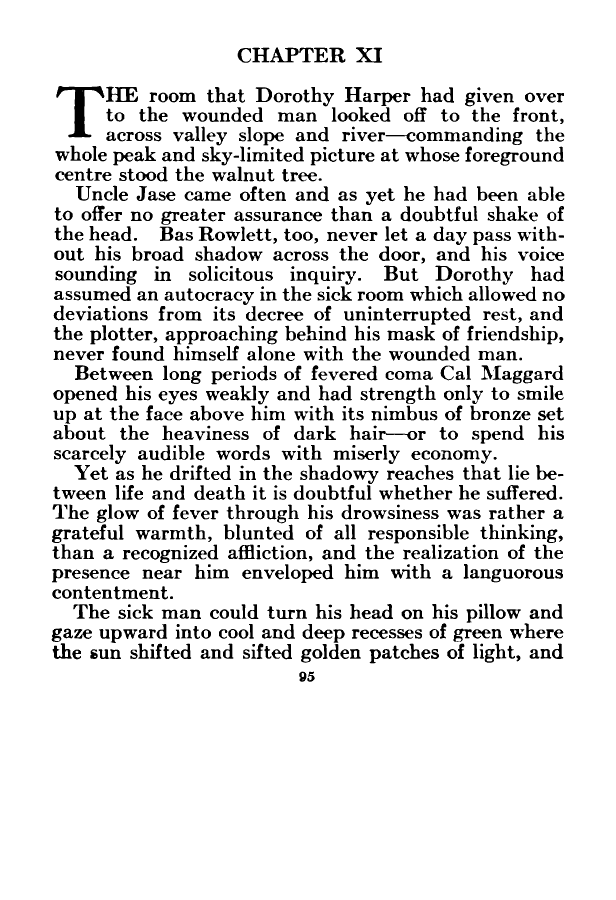 CHAPTER XI
THE room that Dorothy Harper had given over
to the wounded man looked off to the front,
across valley slope and river—commanding the
whole peak and sky-limited picture at whose foreground
centre stood the walnut tree.
Uncle Jase came often and as yet he had been able
to offer no greater assurance than a doubtful shake of
the head. Bas Rowlett, too, never let a day pass with-
out his broad shadow across the door, and his voice
sounding in solicitous inquiry. But Dorothy had
assumed an autocracy in the sick room which allowed no
deviations from its decree of uninterrupted rest, and
the plotter, approaching behind his mask of friendship,
never found himself alone with the wounded man.
Between long periods of fevered coma Cal Maggard
opened his eyes weakly and had strength only to smile
up at the face above him with its nimbus of bronze set
about the heaviness of dark hair—or to spend his
scarcely audible words with miserly economy.
Yet as he drifted in the shadowy reaches that lie be-
tween life and death it is doubtful whether he suffered.
The glow of fever through his drowsiness was rather a
grateful warmth, blunted of all responsible thinking,
than a recognized affliction, and the realization of the
presence near him enveloped him with a languorous
contentment.
The sick man could turn his head on his pillow and
gaze upward into cool and deep recesses of green where
the sun shifted and sifted golden patches of light, and
95